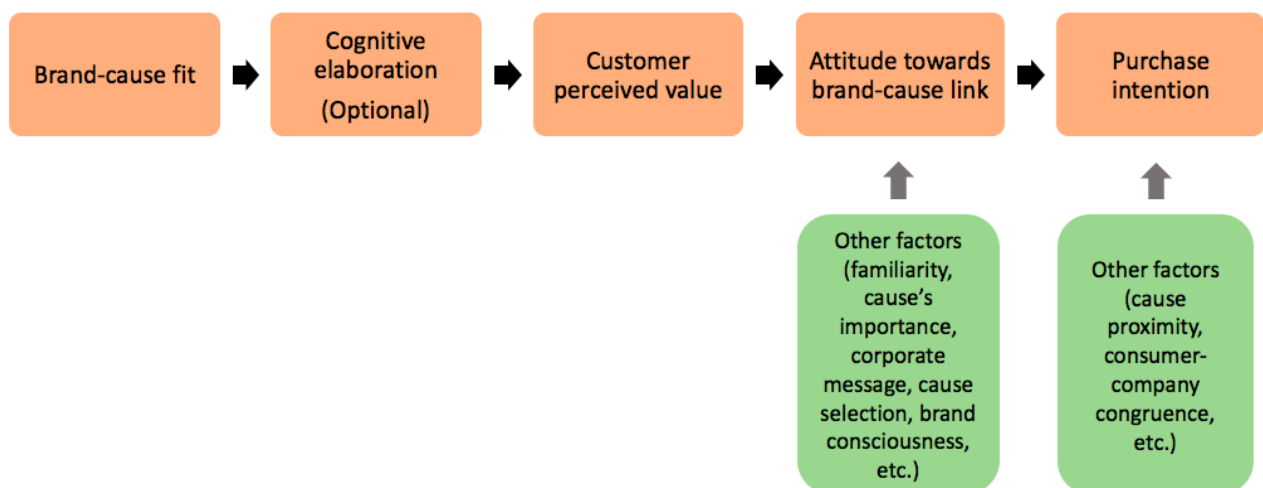 Brand-cause fit
Cognitive
elaboration
(Optional)
Customer
perceived value
Attitude towards
brand-cause link
Purchase
intention
Other factors
(familiarity,
cause's
importance,
corporate
message, cause
selection, brand
consciousness,
etc.)
Other factors
(cause
proximity,
consumer-
company
congruence,
etc.)